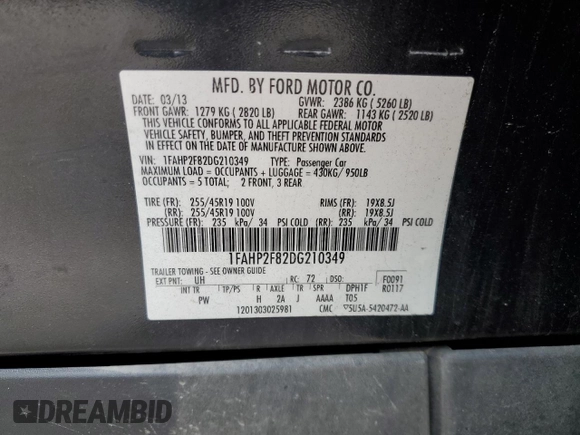 MFD. BY FORD MOTOR CO.
DATE: 03/13 GVWR: 2386 KG ( 5260 LB)
FRONT GAWR: 1279 KG ( 2820 LB) REAR GAWR: 1143 KG ( 2520 LB)
THIS VEHICLE CONFORMS TO ALL APPLICABLE FEDERAL MOTOR
VEHICLE SAFETY, BUMPER, AND THEFT PREVENTION STANDARDS
IN EFFECT ON THE DATE OF MANUFACTURE SHOWN ABOVE.
VIN: 1FAHP2F82DG210349 TYPE: Passenger Car
MAXIMUM LOAD = OCCUPANTS + LUGGAGE = 430KG/ 950LB
OCCUPANTS = 5 TOTAL; 2 FRONT, 3 REAR
TIRE (FR): 255/45R19 100V RIMS (FR): 19X8.5J
(RR): 255/45R19 100V (RR): 19X8.5J
PRESSURE (FR): 235 kPa/ 34 PSI COLD (RR): 235 kPa/ 34 PSI COLD
1FAHP2F82DG210349
TRAILER TOWING - SEE OWNER GUIDE
EXT PNT: UH RC: 72 DSO: F0091
INT TR TP/PS R AXLE TR SPR DPH1F R0117
PW H 2A J AAAA T05
1201303025981 CMC 5U5A-5420472-AA
DREAMBID